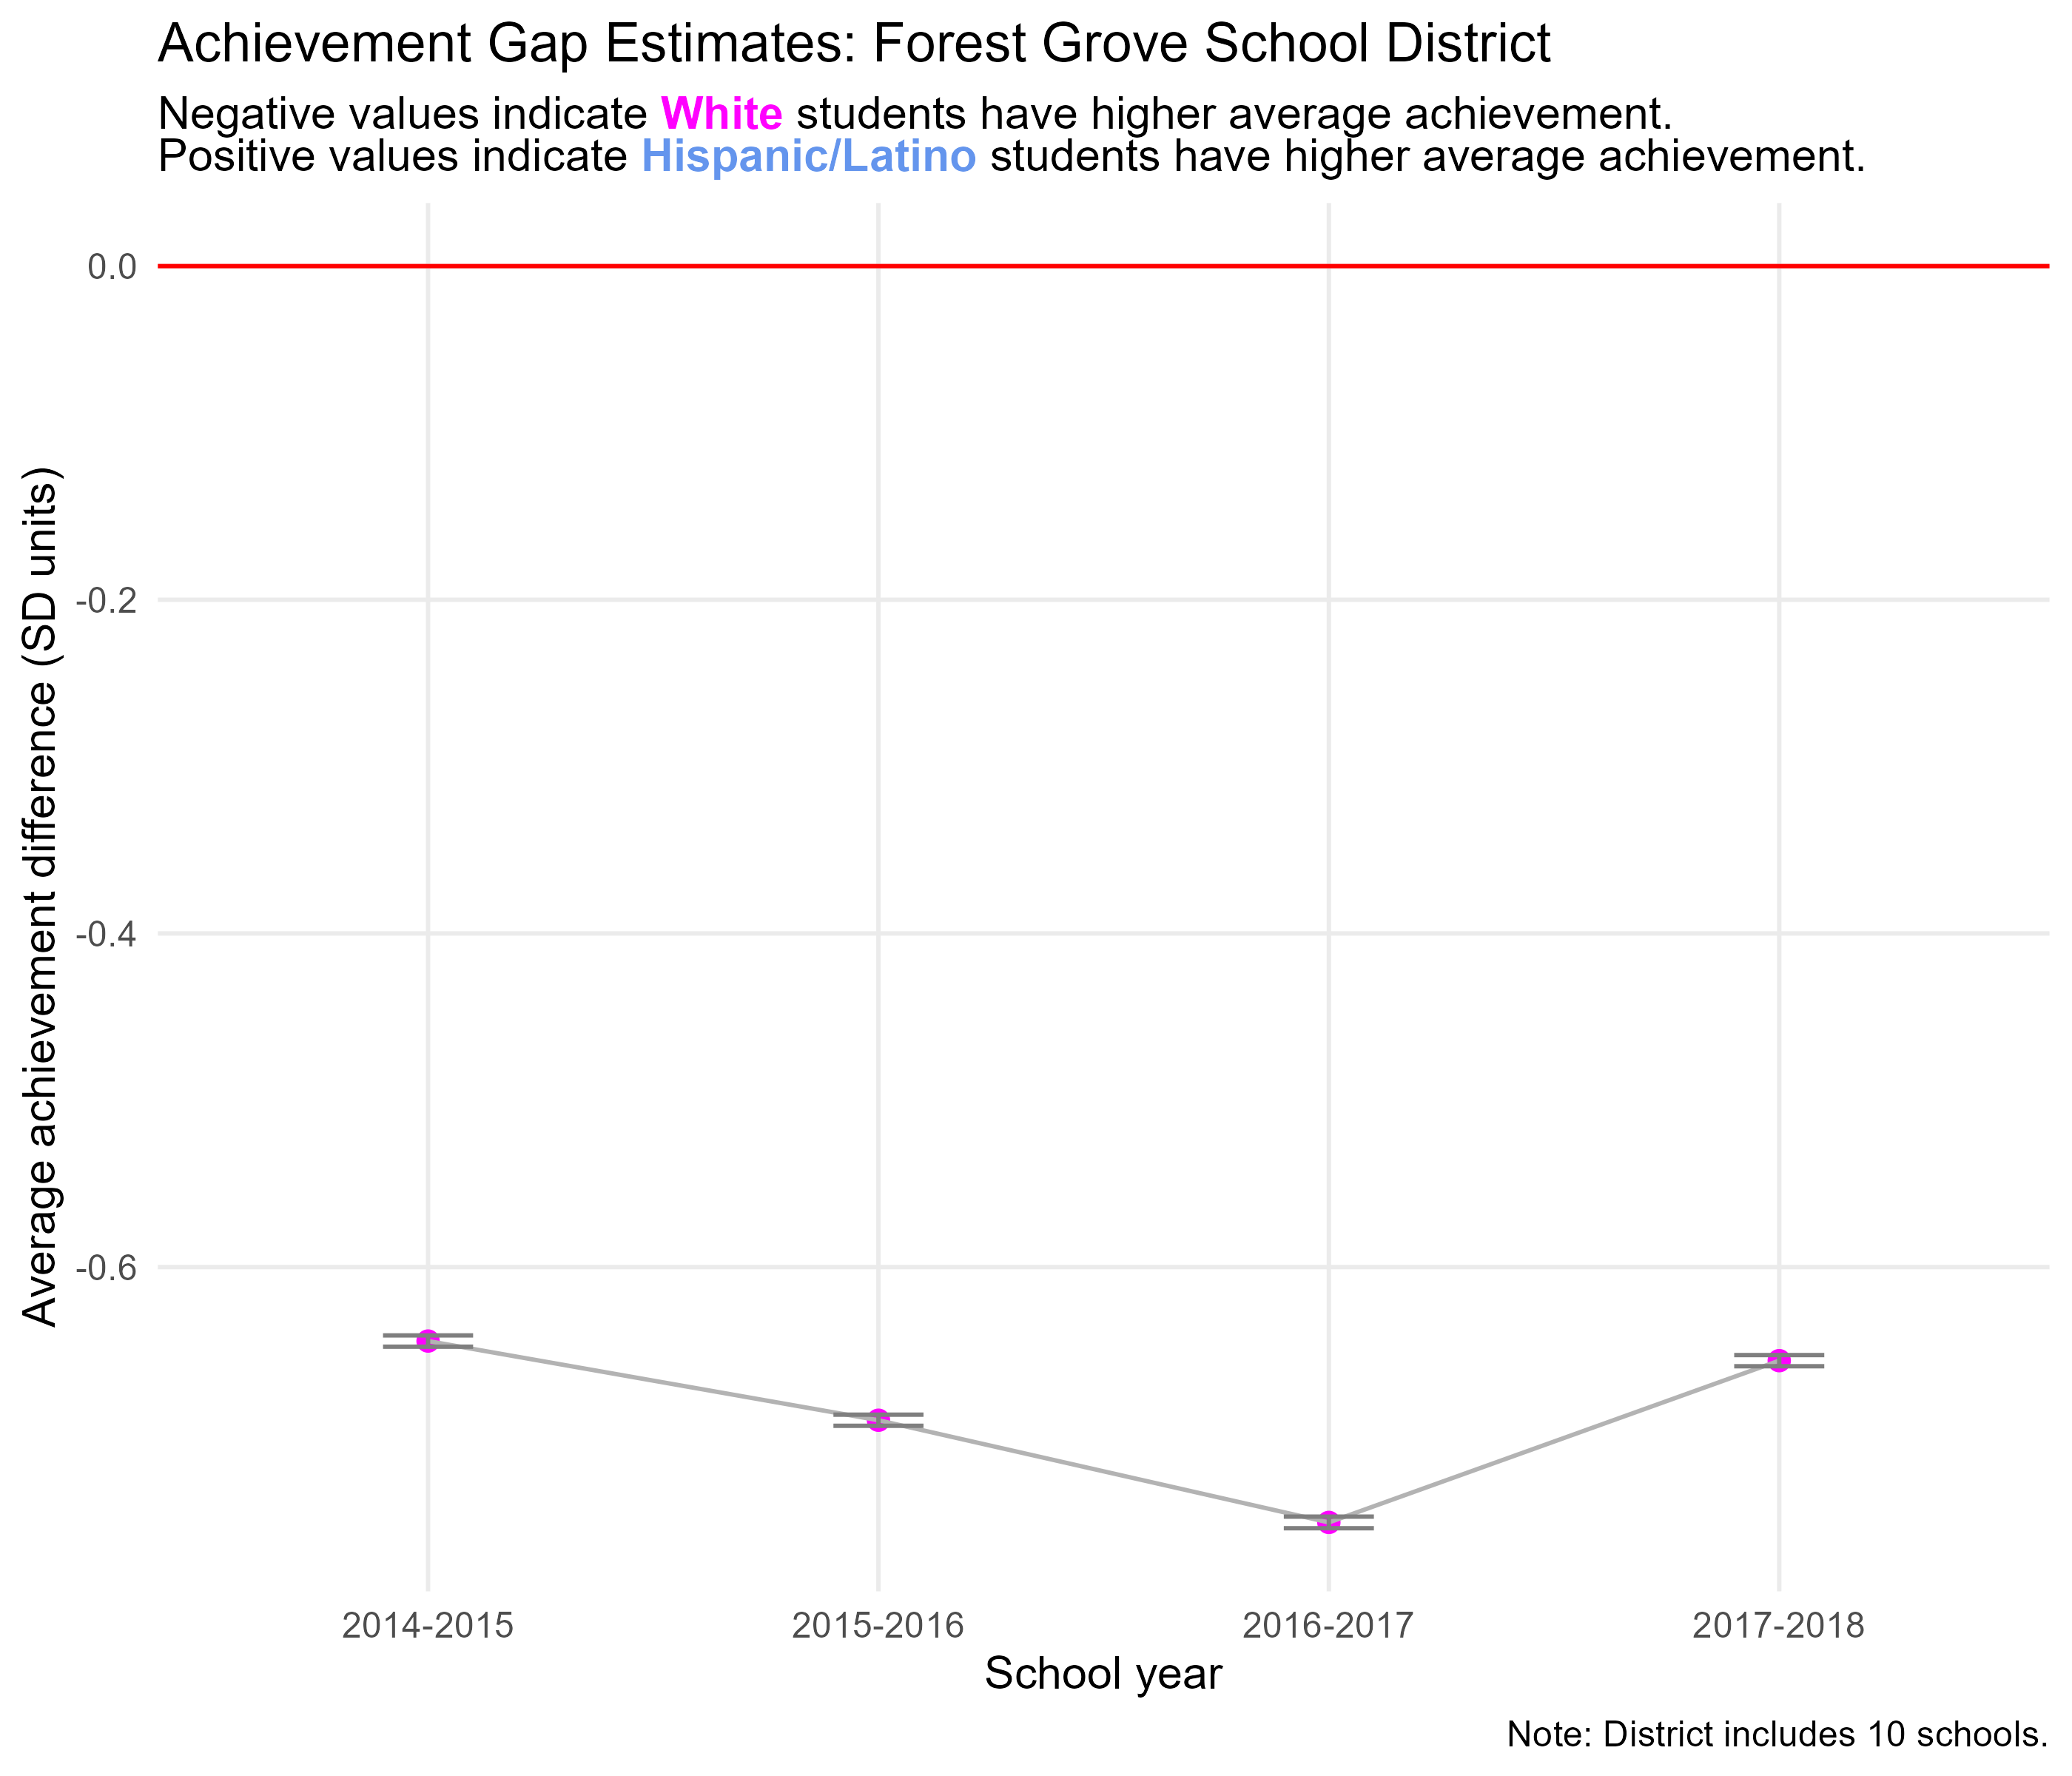 Achievement Gap Estimates: Forest Grove School District
Negative values indicate White students have higher average achievement.
Positive values indicate Hispanic/Latino students have higher average achievement.
Average achievement difference (SD units)
0.0
-0.2
-0.4
-0.6
2014-2015
2015-2016
2016-2017
2017-2018
School year
Note: District includes 10 schools.